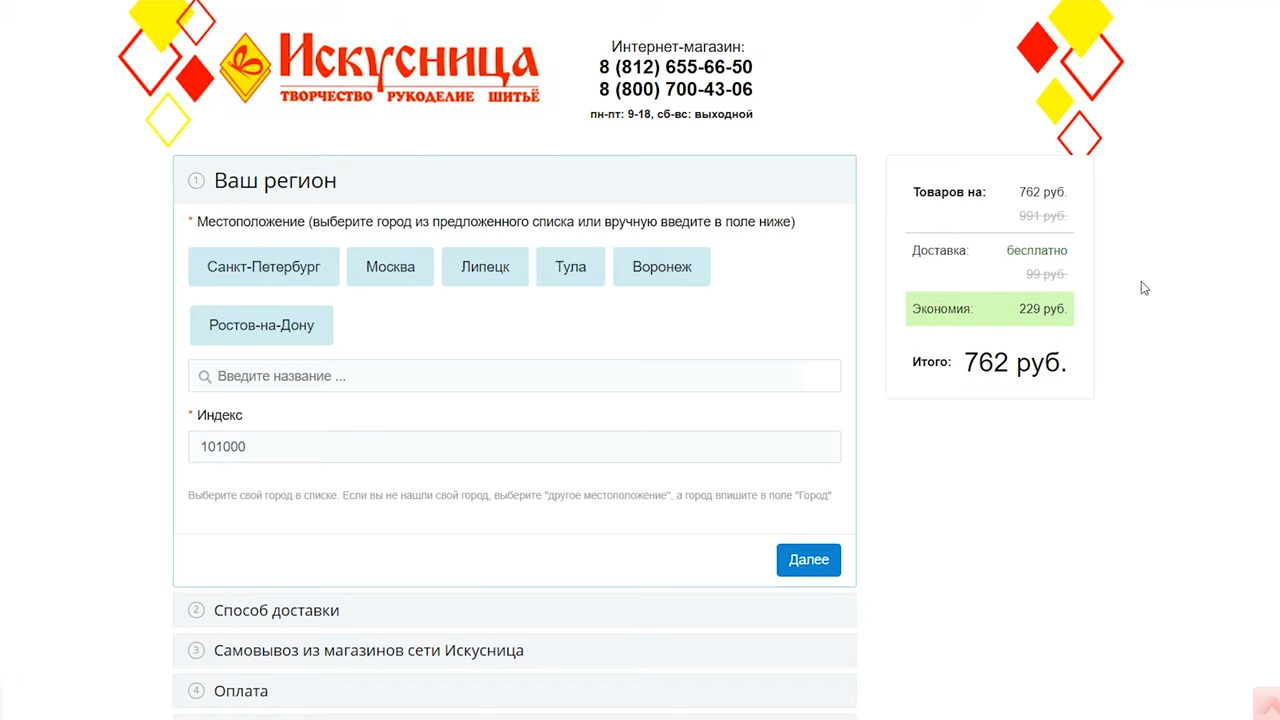 Искусница
ТВОРЧЕСТВО РУКОДЕЛИЕ ШИТЬЁ
Интернет-магазин:
8 (812) 655-66-50
8 (800) 700-43-06
пн-пт: 9-18, сб-вс: выходной
1 Ваш регион
* Местоположение (выберите город из предложенного списка или вручную введите в поле ниже)
Санкт-Петербург Москва Липецк Тула Воронеж
Ростов-на-Дону
Введите название ...
* Индекс
101000
Выберите свой город в списке. Если вы не нашли свой город, выберите "другое местоположение", а город впишите в поле "Город"
Далее
2 Способ доставки
3 Самовывоз из магазинов сети Искусница
4 Оплата
Товаров на: 762 руб.
991 руб.
Доставка: бесплатно
99 руб.
Экономия: 229 руб.
Итого: 762 руб.